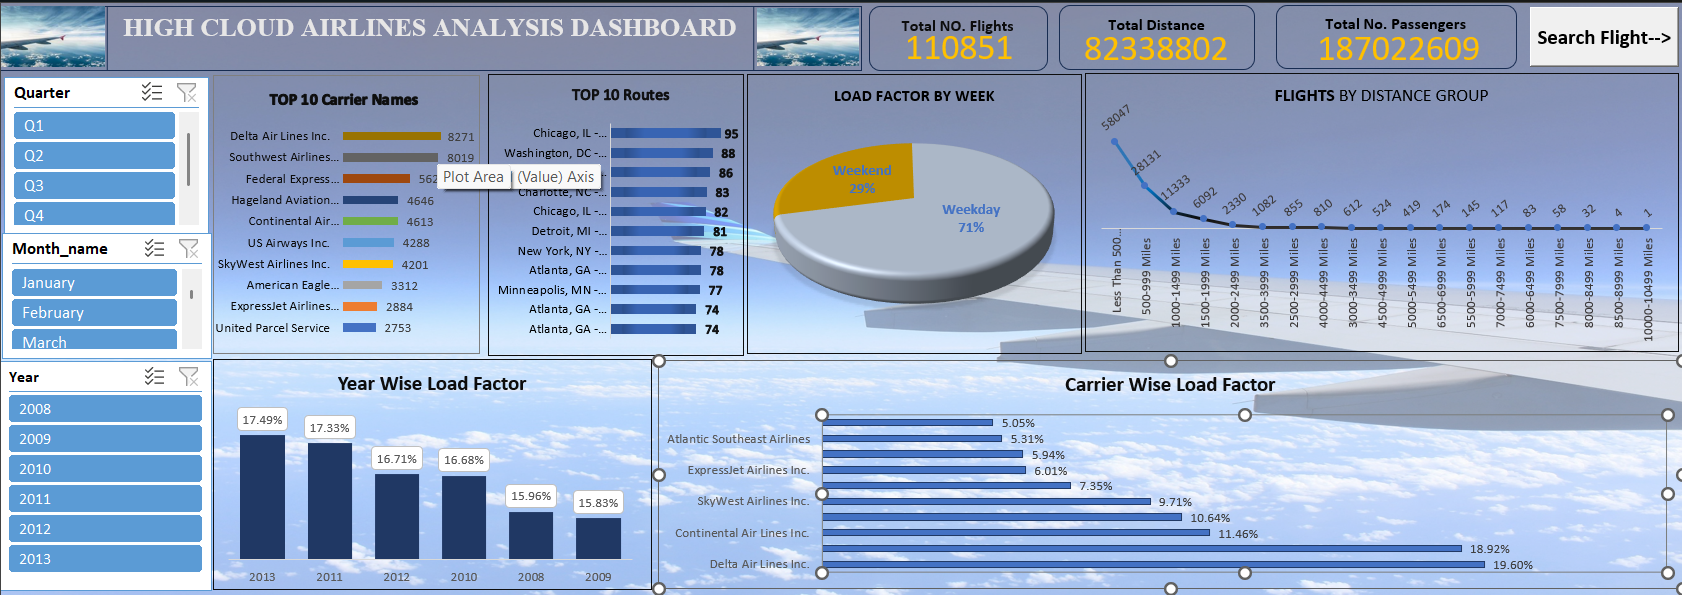 HIGH CLOUD AIRLINES ANALYSIS DASHBOARD
Total NO. Flights
110851
Total Distance
82338802
Total No. Passengers
187022609
Search Flight-->
Quarter
Q1
Q2
Q3
Q4
Month_name
January
February
March
Year
2008
2009
2010
2011
2012
2013
TOP 10 Carrier Names
Delta Air Lines Inc. 8271
Southwest Airlines... 8019
Federal Express... 562
Hageland Aviation... 4646
Continental Air... 4613
US Airways Inc. 4288
SkyWest Airlines Inc. 4201
American Eagle... 3312
ExpressJet Airlines... 2884
United Parcel Service 2753
Plot Area
(Value) Axis
TOP 10 Routes
Chicago, IL -... 95
Washington, DC -... 88
86
Charlotte, NC -... 83
Chicago, IL -... 82
Detroit, MI -... 81
New York, NY -... 78
Atlanta, GA -... 78
Minneapolis, MN -... 77
Atlanta, GA -... 74
Atlanta, GA -... 74
LOAD FACTOR BY WEEK
Weekend
29%
Weekday
71%
FLIGHTS BY DISTANCE GROUP
58047
28131
11333
6092
2330
1082
855
810
612
524
419
174
145
117
83
58
32
4
1
Less Than 500...
500-999 Miles
1000-1499 Miles
1500-1999 Miles
2000-2499 Miles
3500-3999 Miles
2500-2999 Miles
4000-4499 Miles
3000-3499 Miles
4500-4999 Miles
5000-5499 Miles
6500-6999 Miles
5500-5999 Miles
7000-7499 Miles
6000-6499 Miles
7500-7999 Miles
8000-8499 Miles
8500-8999 Miles
10000-10499 Miles
Year Wise Load Factor
17.49%
17.33%
16.71%
16.68%
15.96%
15.83%
2013
2011
2012
2010
2008
2009
Carrier Wise Load Factor
5.05%
Atlantic Southeast Airlines 5.31%
5.94%
ExpressJet Airlines Inc. 6.01%
7.35%
SkyWest Airlines Inc. 9.71%
10.64%
Continental Air Lines Inc. 11.46%
18.92%
Delta Air Lines Inc. 19.60%